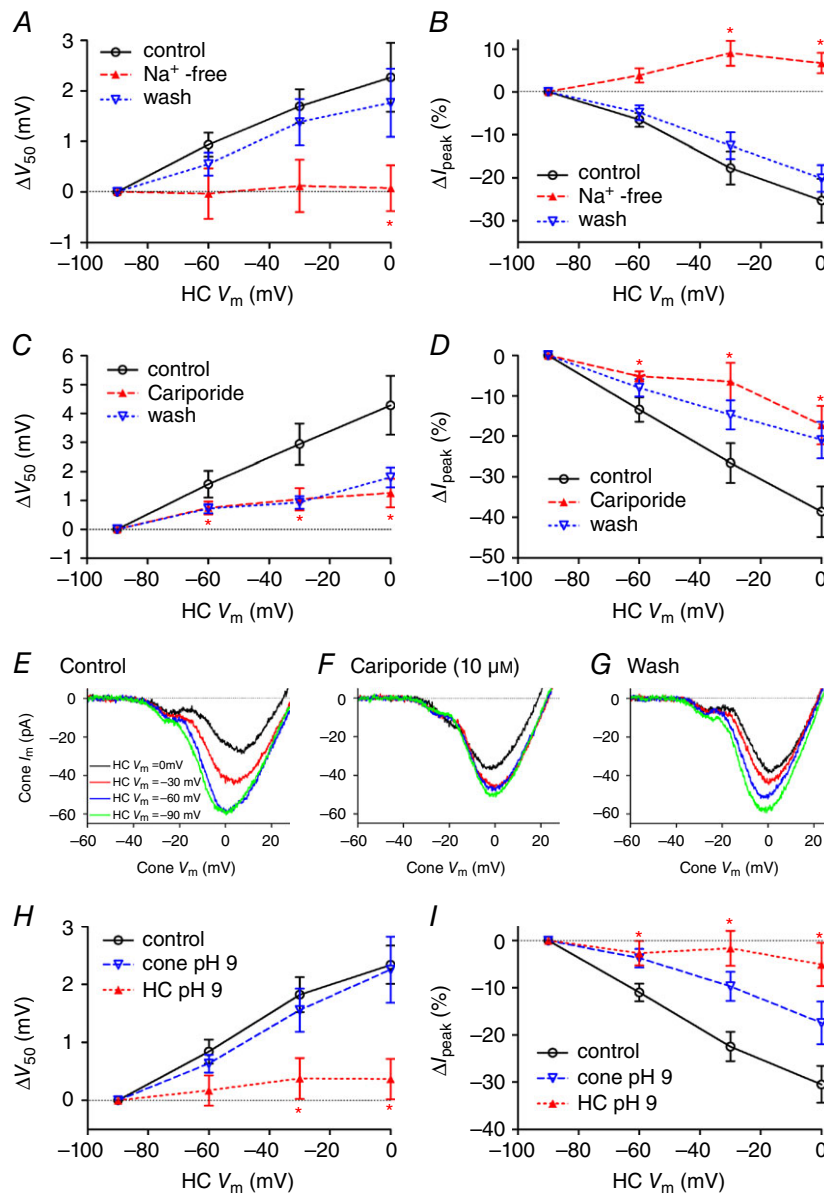 A
3
2
1
0
−1
ΔV50 (mV)
control
Na+ -free
wash
*
−100 −80 −60 −40 −20 0
HC Vm (mV)
B
10
0
−10
−20
−30
ΔIpeak (%)
* *
control
Na+ -free
wash
−100 −80 −60 −40 −20 0
HC Vm (mV)
C
6
5
4
3
2
1
0
−1
ΔV50 (mV)
control
Cariporide
wash
* * *
−100 −80 −60 −40 −20 0
HC Vm (mV)
D
0
−10
−20
−30
−40
−50
ΔIpeak (%)
* * *
control
Cariporide
wash
−100 −80 −60 −40 −20 0
HC Vm (mV)
E Control
0
−20
−40
−60
Cone Im (pA)
HC Vm =0mV
HC Vm =−30 mV
HC Vm =−60 mV
HC Vm =−90 mV
−60 −40 −20 0 20
Cone Vm (mV)
F Cariporide (10 µM)
0
−20
−40
−60
−60 −40 −20 0 20
Cone Vm (mV)
G Wash
0
−20
−40
−60
−60 −40 −20 0 20
Cone Vm (mV)
H
3
2
1
0
ΔV50 (mV)
control
cone pH 9
HC pH 9
* *
−100 −80 −60 −40 −20 0
HC Vm (mV)
I
0
−10
−20
−30
−40
ΔIpeak (%)
* * *
control
cone pH 9
HC pH 9
−100 −80 −60 −40 −20 0
HC Vm (mV)